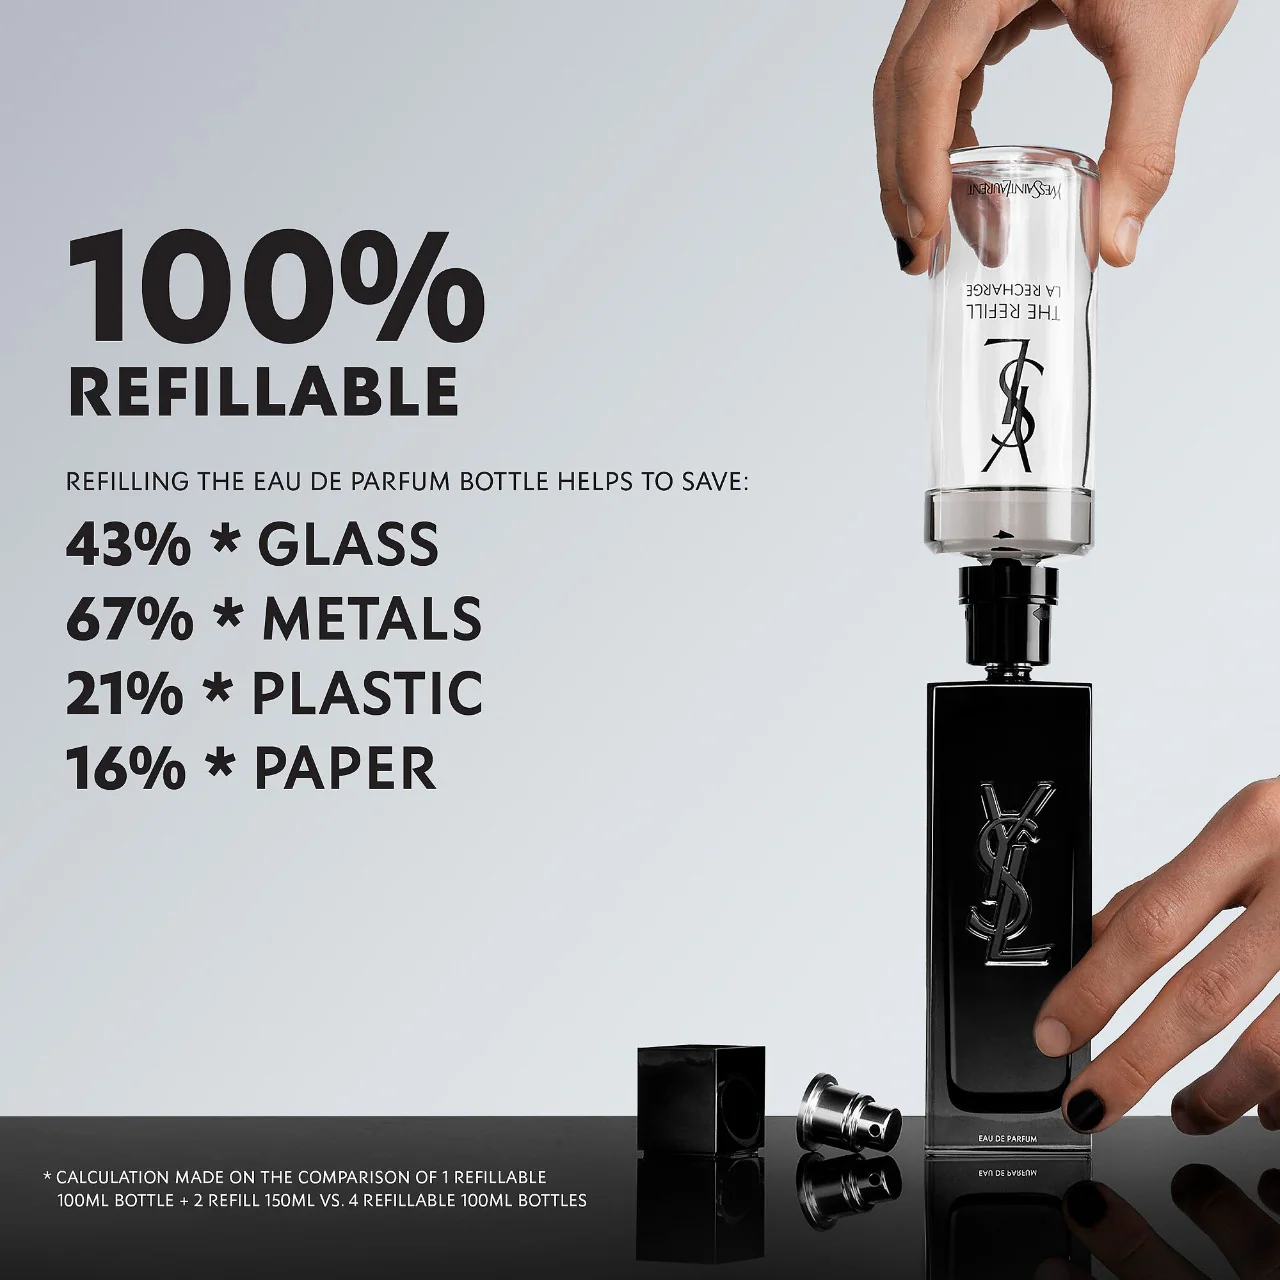 100%
REFILLABLE
REFILLING THE EAU DE PARFUM BOTTLE HELPS TO SAVE:
43% * GLASS
67% * METALS
21% * PLASTIC
16% * PAPER
* CALCULATION MADE ON THE COMPARISON OF 1 REFILLABLE
100ML BOTTLE + 2 REFILL 150ML VS. 4 REFILLABLE 100ML BOTTLES
YVESSAINTLAURENT
LA RECHARGE
THE REFILL
YSL
YSL
EAU DE PARFUM